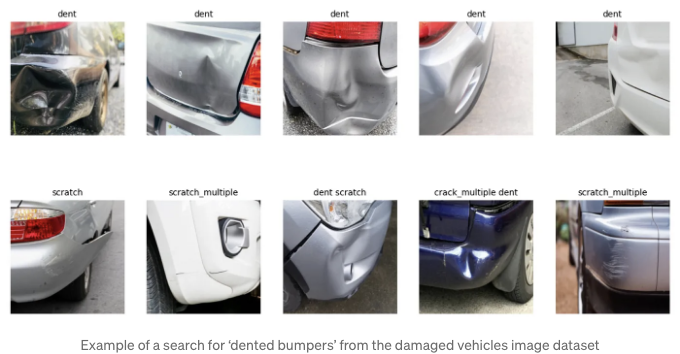 dent
dent
dent
dent
dent
scratch
scratch_multiple
dent scratch
crack_multiple dent
scratch_multiple
Example of a search for ‘dented bumpers’ from the damaged vehicles image dataset